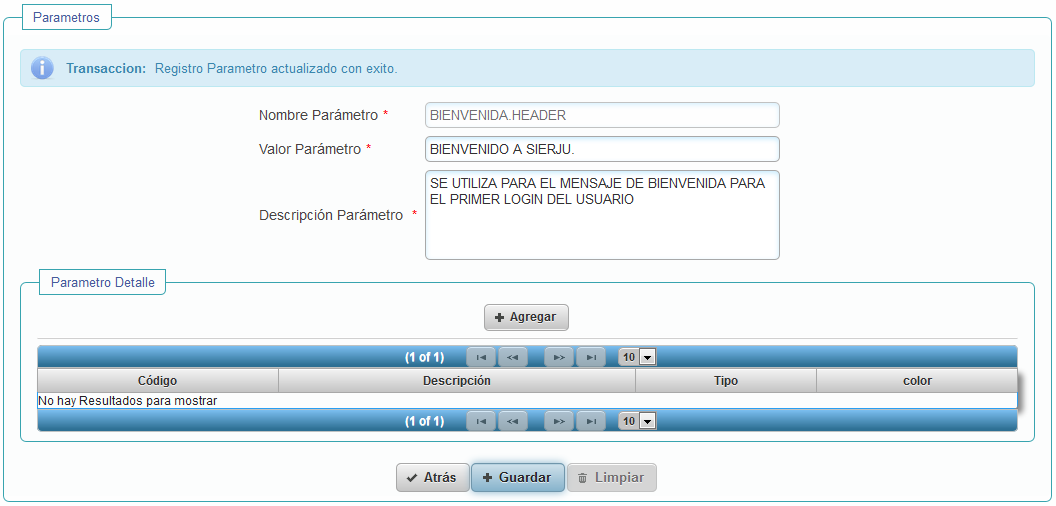 Parametros
Transaccion: Registro Parametro actualizado con exito.
Nombre Parámetro * BIENVENIDA.HEADER
Valor Parámetro * BIENVENIDO A SIERJU.
SE UTILIZA PARA EL MENSAJE DE BIENVENIDA PARA
EL PRIMER LOGIN DEL USUARIO
Descripción Parámetro *
Parametro Detalle
Agregar
(1 of 1) 10
Código Descripción Tipo color
No hay Resultados para mostrar
(1 of 1) 10
Atrás Guardar Limpiar